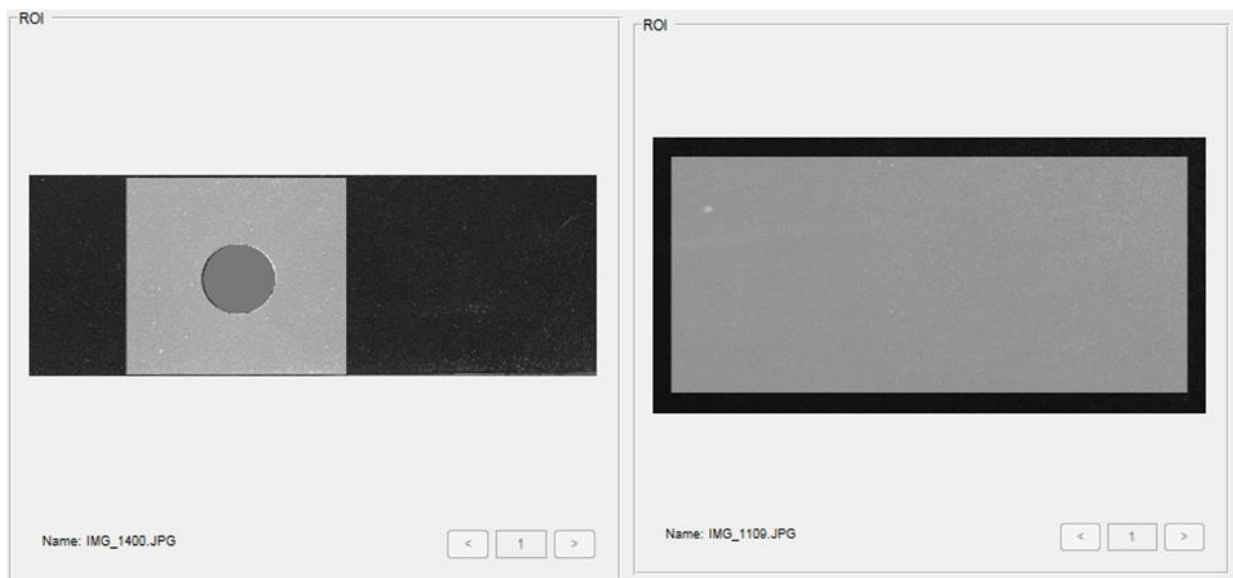 ROI
Name: IMG_1400.JPG
< 1 >
ROI
Name: IMG_1109.JPG
< 1 >